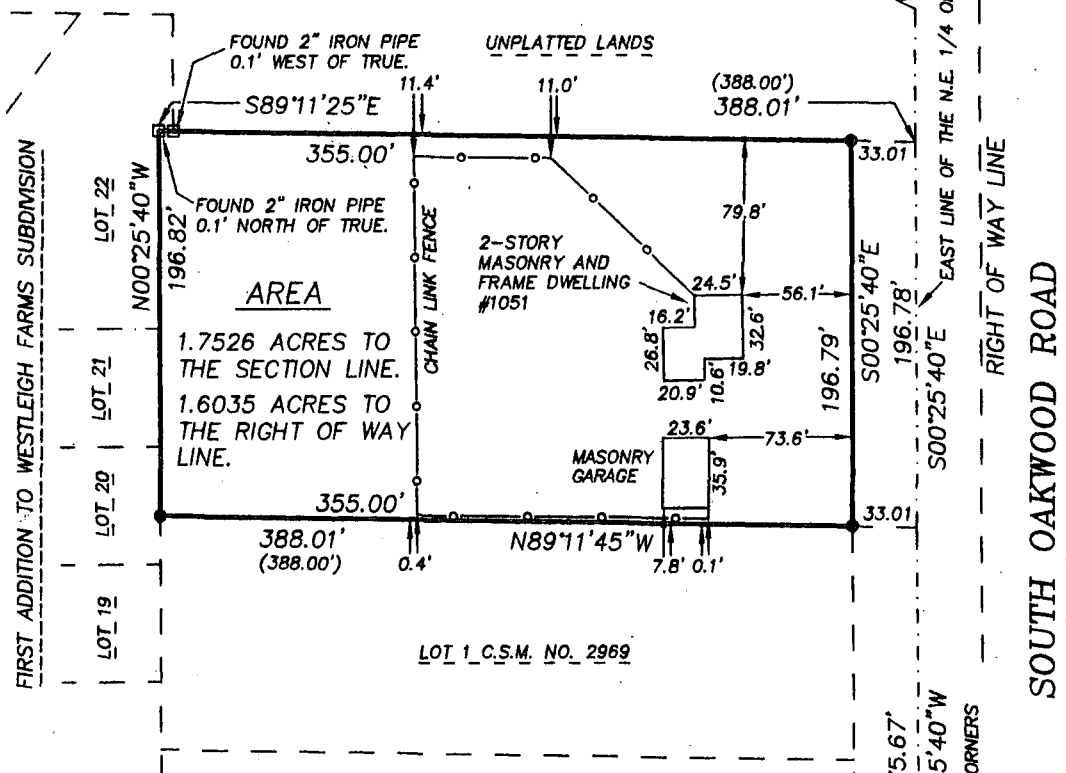 FOUND 2" IRON PIPE
0.1' WEST OF TRUE.
UNPLATTED LANDS
11.4'
11.0'
(388.00')
388.01'
S89°11'25"E
355.00'
33.01
FOUND 2" IRON PIPE
0.1' NORTH OF TRUE.
N00°25'40"W
196.82'
LOT 22
LOT 21
LOT 20
LOT 19
FIRST ADDITION TO WESTLEIGH FARMS SUBDIVISION
AREA
1.7526 ACRES TO
THE SECTION LINE.
1.6035 ACRES TO
THE RIGHT OF WAY
LINE.
CHAIN LINK FENCE
2-STORY
MASONRY AND
FRAME DWELLING
#1051
79.8'
24.5'
56.1'
16.2'
26.8'
32.6'
19.8'
10.6'
20.9'
23.6'
73.6'
MASONRY
GARAGE
35.9'
196.79'
S00°25'40"E
196.78'
S00°25'40"E
EAST LINE OF THE N.E. 1/4
RIGHT OF WAY LINE
SOUTH OAKWOOD ROAD
355.00'
33.01
388.01'
(388.00')
0.4'
N89°11'45"W
7.8'
0.1'
LOT 1 C.S.M. NO. 2969
5.67'
5'40"W
ORNERS